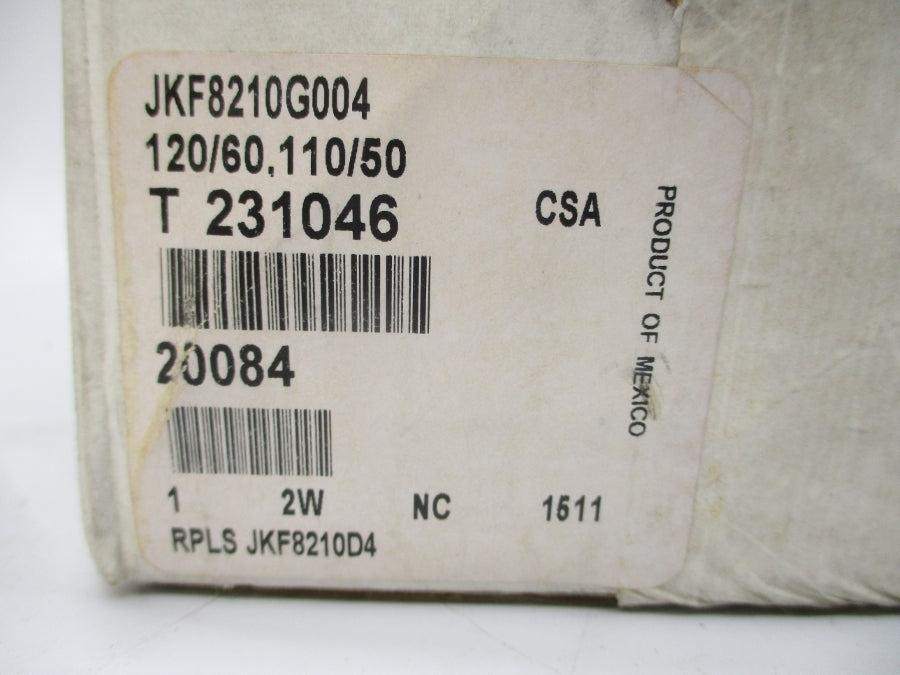 JKF8210G004
120/60,110/50
T 231046
CSA
PRODUCT OF MEXICO
20084
1 2W NC 1511
RPLS JKF8210D4